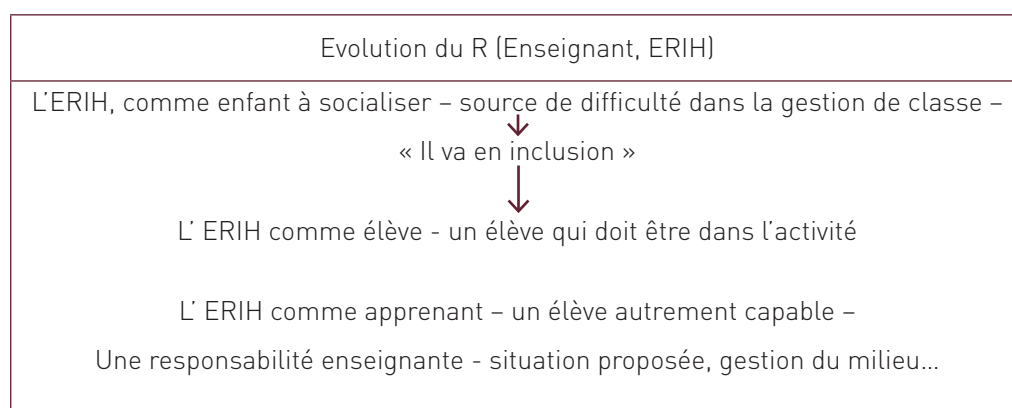 Evolution du R (Enseignant, ERIH)
L'ERIH, comme enfant à socialiser – source de difficulté dans la gestion de classe –
« Il va en inclusion »
L' ERIH comme élève - un élève qui doit être dans l'activité
L' ERIH comme apprenant – un élève autrement capable –
Une responsabilité enseignante - situation proposée, gestion du milieu…